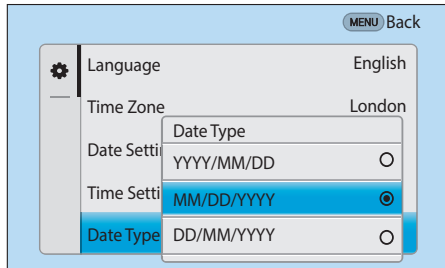 MENU Back
Language English
Time Zone London
Date Setti
Time Setti
Date Type
Date Type
YYYY/MM/DD
MM/DD/YYYY
DD/MM/YYYY